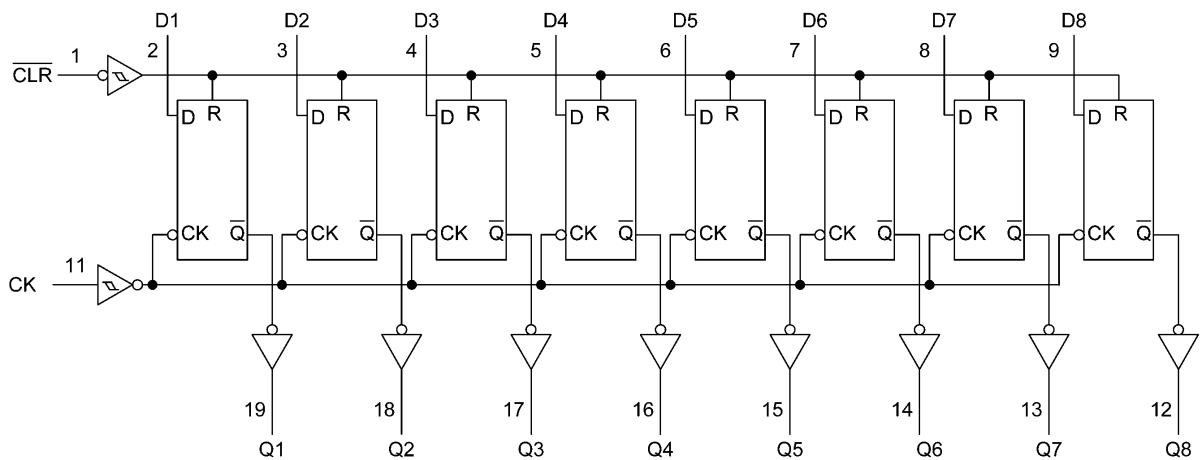 D1 D2 D3 D4 D5 D6 D7 D8
1 2 3 4 5 6 7 8 9
C̅L̅R̅
D R D R D R D R D R D R D R D R
CK Q̅ CK Q̅ CK Q̅ CK Q̅ CK Q̅ CK Q̅ CK Q̅ CK Q̅
11
CK
19 18 17 16 15 14 13 12
Q1 Q2 Q3 Q4 Q5 Q6 Q7 Q8